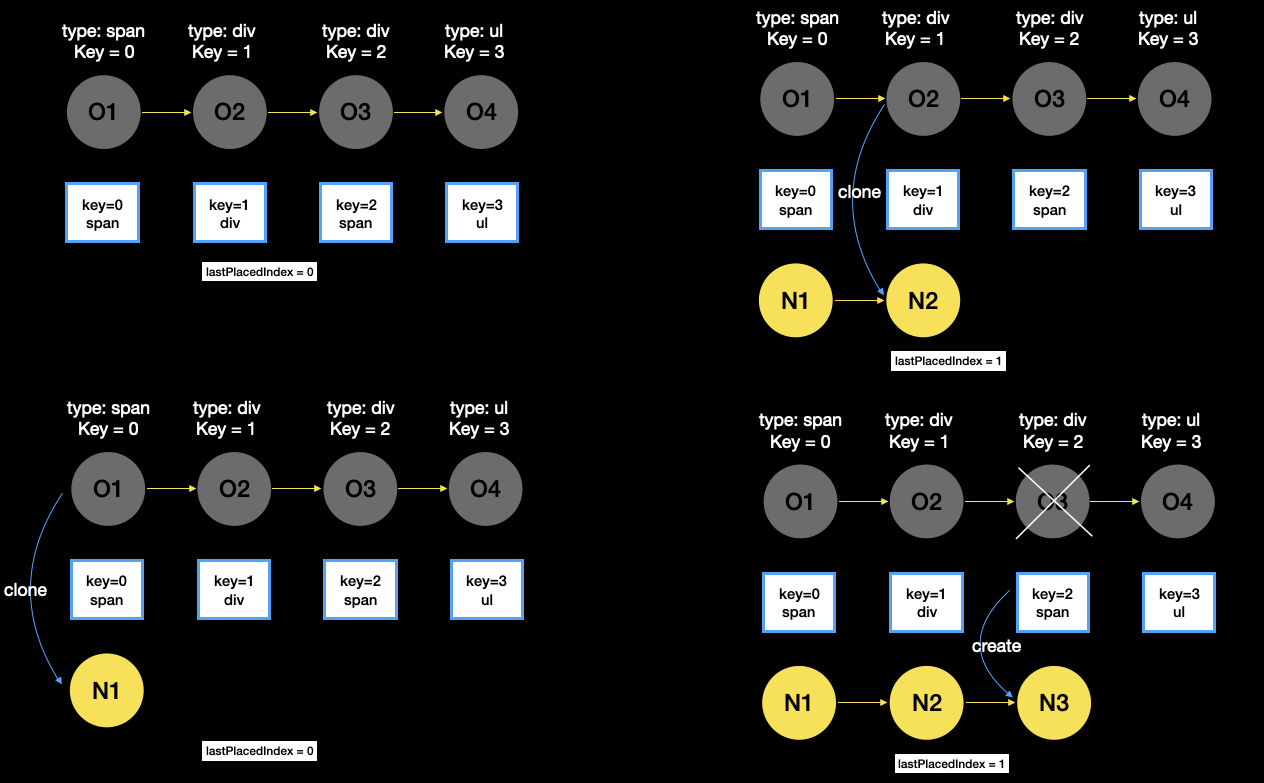 type: span type: div type: div type: ul
Key = 0 Key = 1 Key = 2 Key = 3
O1 O2 O3 O4
key=0 key=1 key=2 key=3
span div span ul
lastPlacedIndex = 0
type: span type: div type: div type: ul
Key = 0 Key = 1 Key = 2 Key = 3
O1 O2 O3 O4
key=0 key=1 key=2 key=3
clone
span div span ul
N1 N2
lastPlacedIndex = 1
type: span type: div type: div type: ul
Key = 0 Key = 1 Key = 2 Key = 3
O1 O2 O3 O4
key=0 key=1 key=2 key=3
clone
span div span ul
N1
lastPlacedIndex = 0
type: span type: div type: div type: ul
Key = 0 Key = 1 Key = 2 Key = 3
O1 O2 O3 O4
key=0 key=1 key=2 key=3
span div span ul
create
N1 N2 N3
lastPlacedIndex = 1